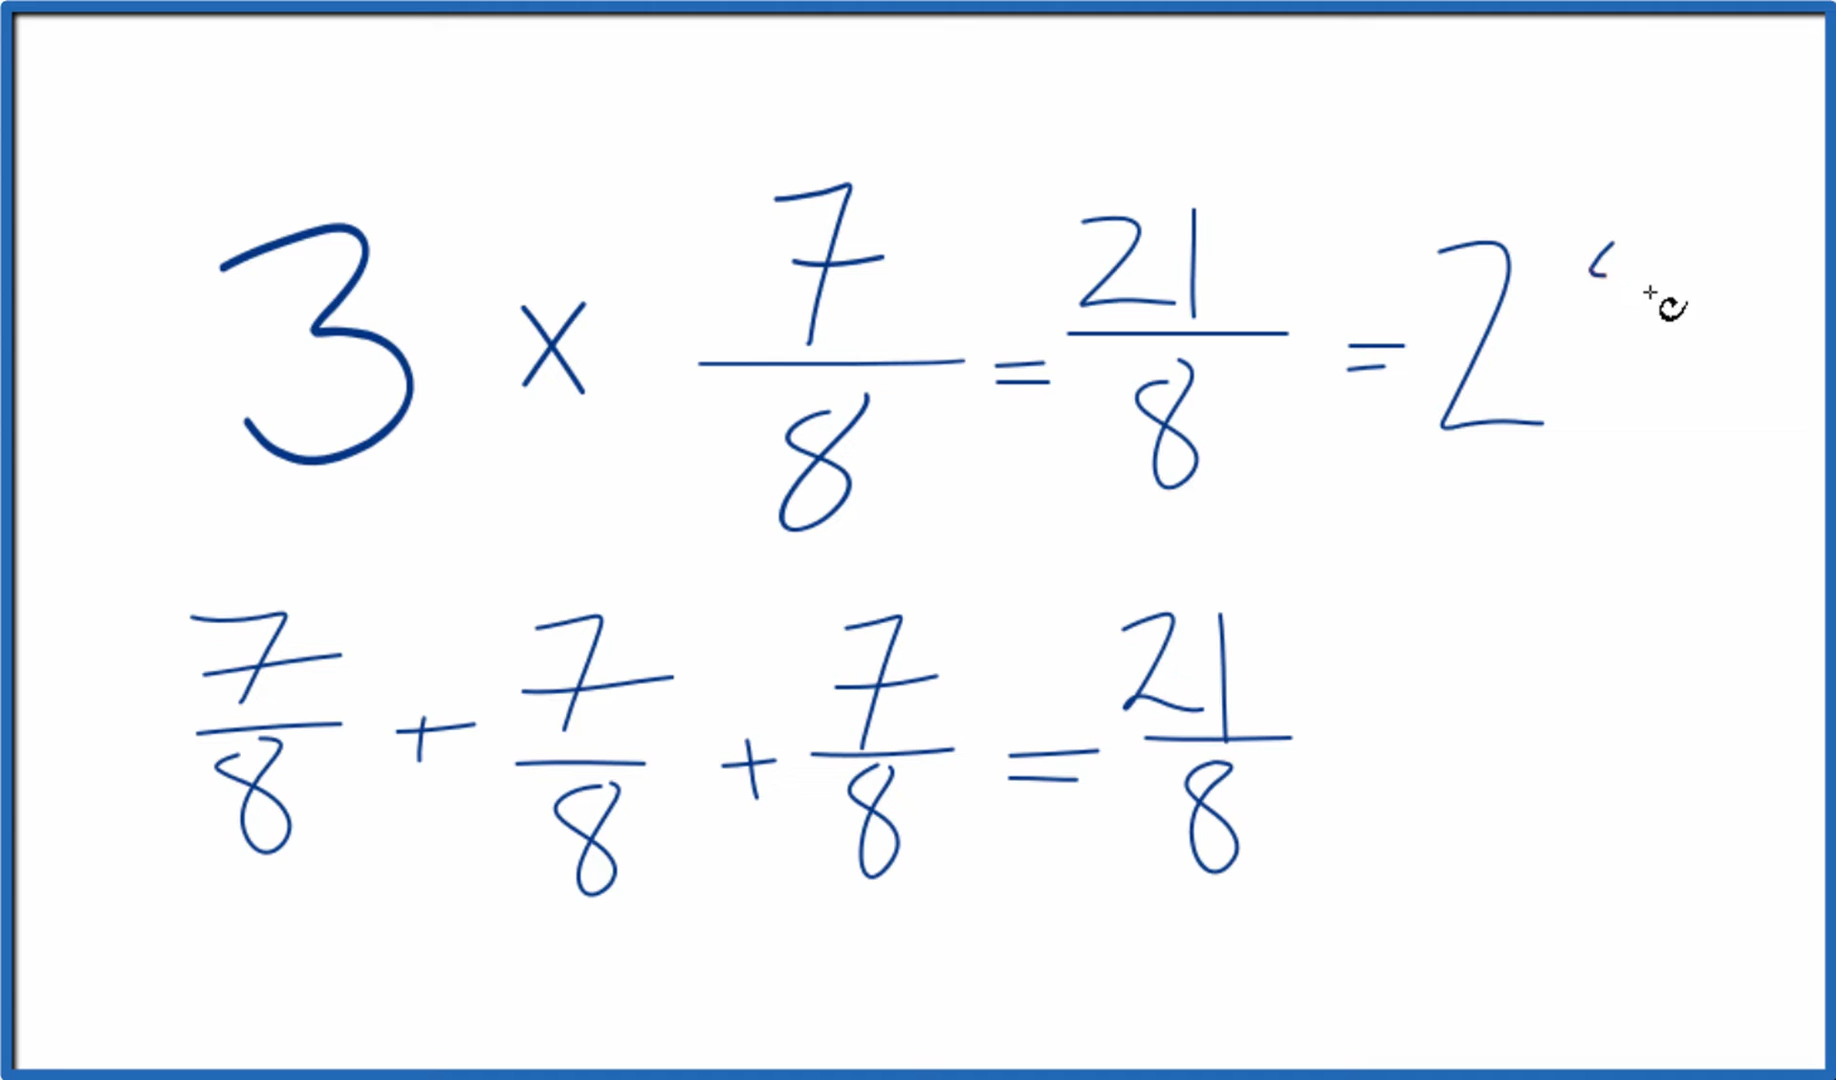 3 × 7/8 = 21/8 = 2
7/8 + 7/8 + 7/8 = 21/8